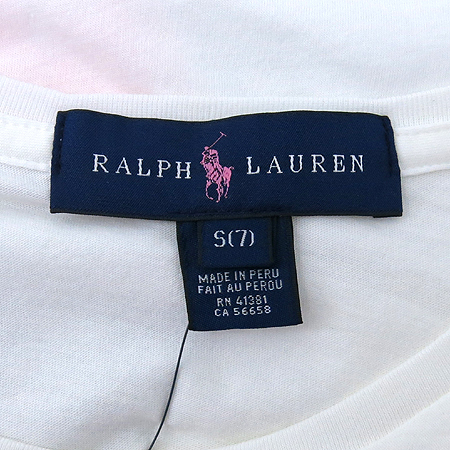 RALPH LAUREN
S(7)
MADE IN PERU
FAIT AU PEROU
RN 41381
CA 56658